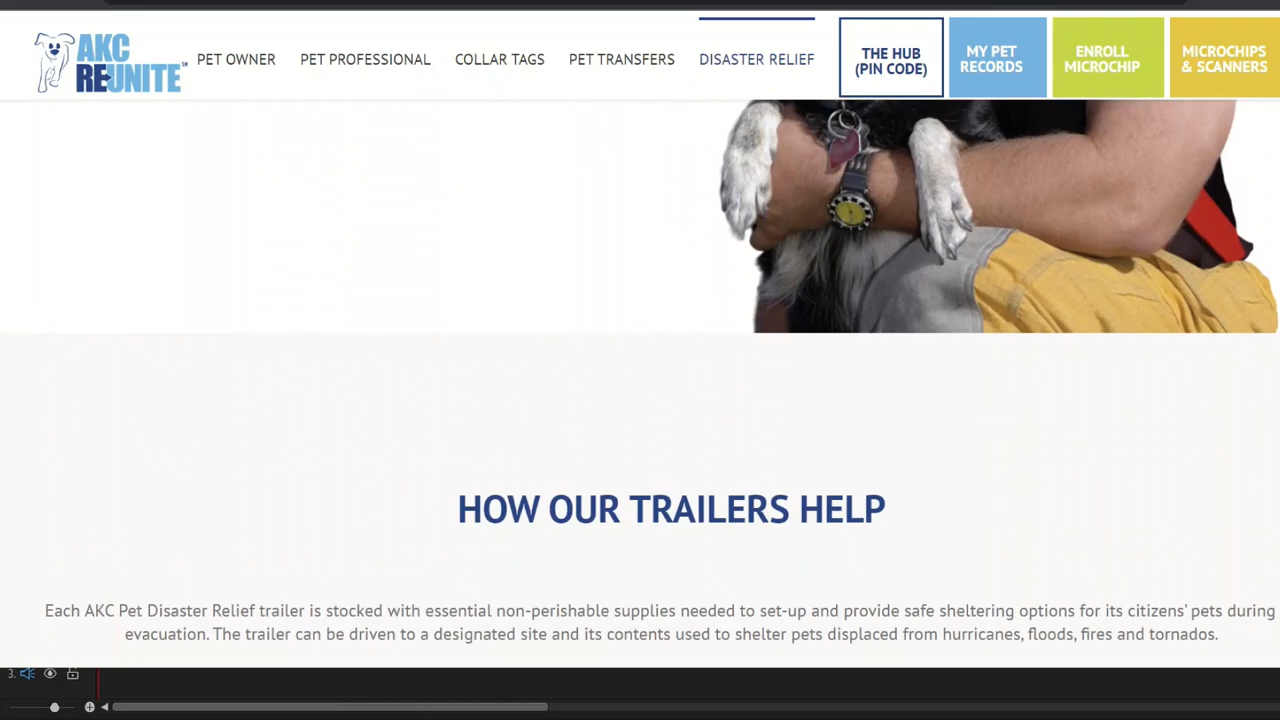 AKC
REUNITE
SM
PET OWNER
PET PROFESSIONAL
COLLAR TAGS
PET TRANSFERS
DISASTER RELIEF
THE HUB
(PIN CODE)
MY PET
RECORDS
ENROLL
MICROCHIP
MICROCHIPS
& SCANNERS
HOW OUR TRAILERS HELP
Each AKC Pet Disaster Relief trailer is stocked with essential non-perishable supplies needed to set-up and provide safe sheltering options for its citizens’ pets during
evacuation. The trailer can be driven to a designated site and its contents used to shelter pets displaced from hurricanes, floods, fires and tornados.
3.